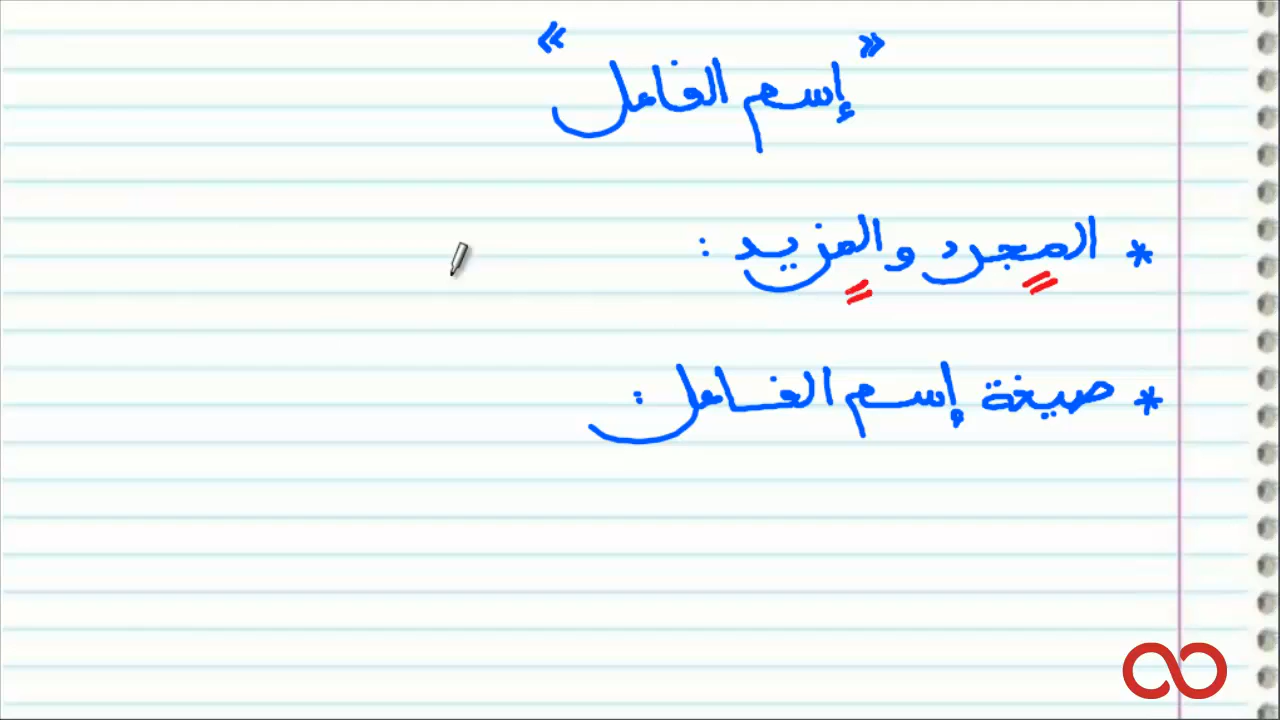 « إسم الفاعل »
* المجرد والمزيد :
* صيغة إسم الفاعل :